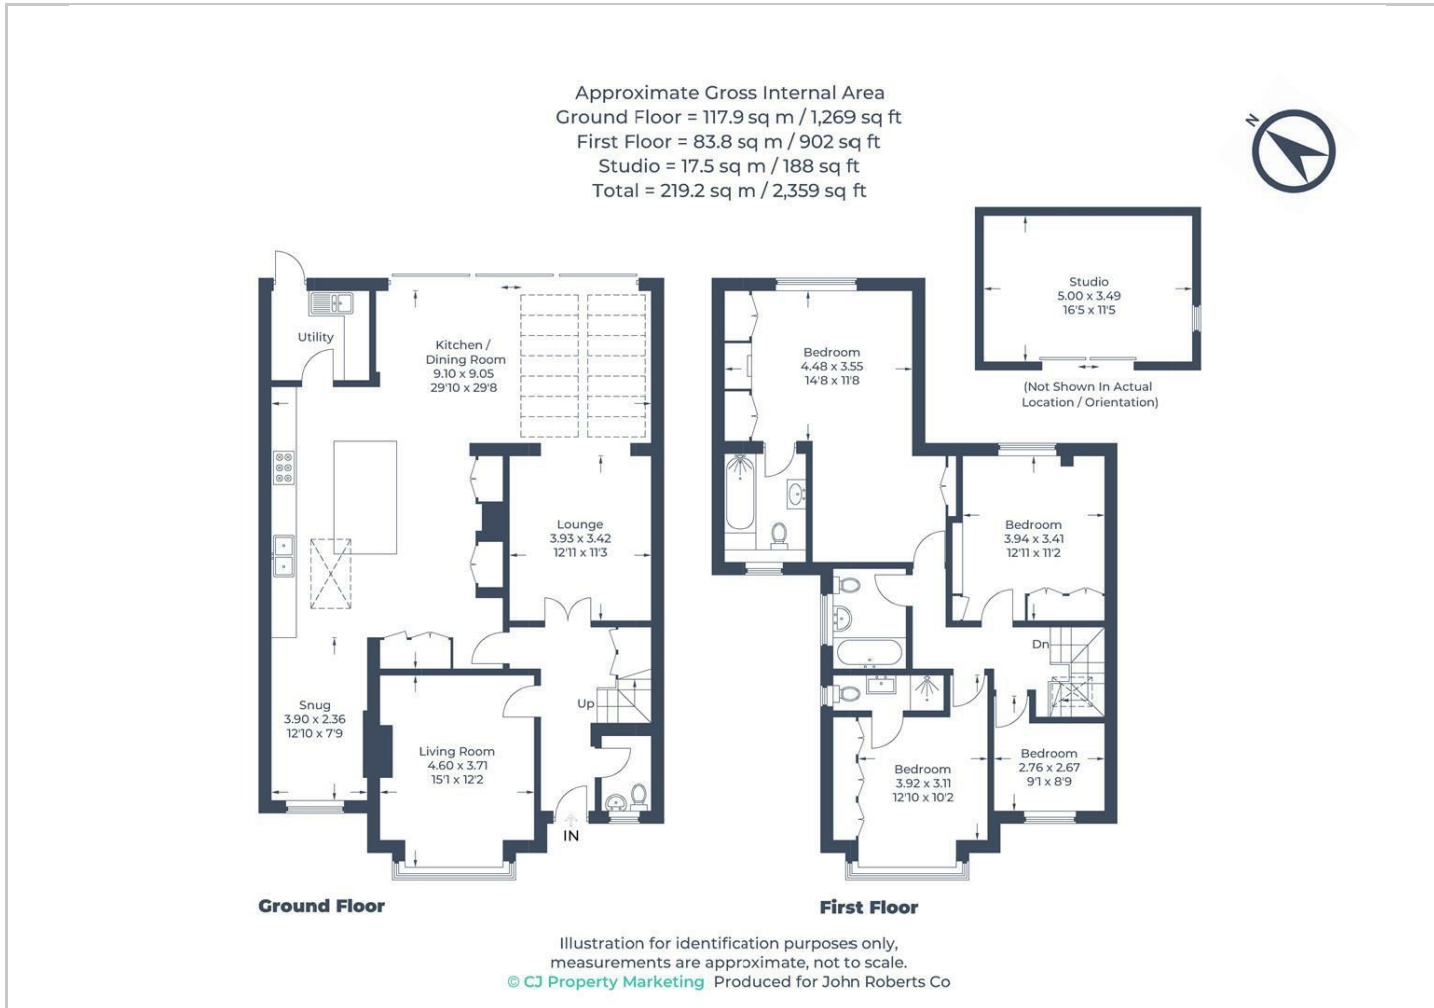 Approximate Gross Internal Area
Ground Floor = 117.9 sq m / 1,269 sq ft
First Floor = 83.8 sq m / 902 sq ft
Studio = 17.5 sq m / 188 sq ft
Total = 219.2 sq m / 2,359 sq ft
N
Studio
5.00 x 3.49
16'5 x 11'5
(Not Shown In Actual
Location / Orientation)
Utility
Kitchen /
Dining Room
9.10 x 9.05
29'10 x 29'8
Lounge
3.93 x 3.42
12'11 x 11'3
Up
Snug
3.90 x 2.36
12'10 x 7'9
Living Room
4.60 x 3.71
15'1 x 12'2
IN
Ground Floor
Bedroom
4.48 x 3.55
14'8 x 11'8
Bedroom
3.94 x 3.41
12'11 x 11'2
Dn
Bedroom
3.92 x 3.11
12'10 x 10'2
Bedroom
2.76 x 2.67
9'1 x 8'9
First Floor
Illustration for identification purposes only,
measurements are approximate, not to scale.
© CJ Property Marketing Produced for John Roberts Co